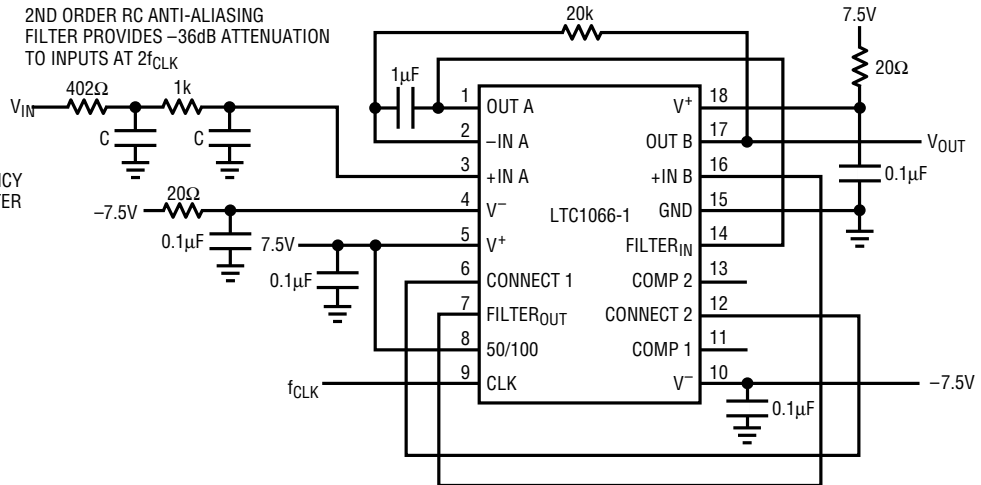 2ND ORDER RC ANTI-ALIASING
FILTER PROVIDES –36dB ATTENUATION
TO INPUTS AT 2fCLK
20k
7.5V
20Ω
402Ω
1k
1µF
VIN
C
C
1 OUT A
2 –IN A
3 +IN A
4 V–
5 V+
6 CONNECT 1
7 FILTEROUT
8 50/100
9 CLK
LTC1066-1
V+ 18
OUT B 17
+IN B 16
GND 15
FILTERIN 14
COMP 2 13
CONNECT 2 12
COMP 1 11
V– 10
VOUT
0.1µF
NCY
TER
–7.5V
20Ω
0.1µF
7.5V
0.1µF
fCLK
–7.5V
0.1µF